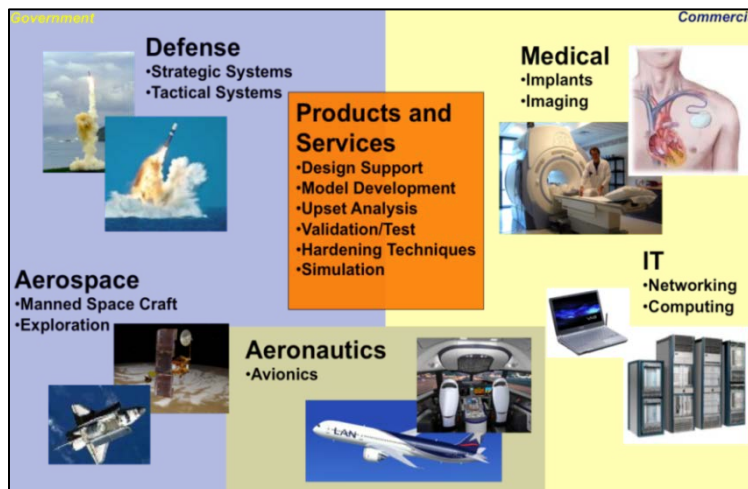 Government
Commerci
Defense
•Strategic Systems
•Tactical Systems
Medical
•Implants
•Imaging
Products and
Services
•Design Support
•Model Development
•Upset Analysis
•Validation/Test
•Hardening Techniques
•Simulation
Aerospace
•Manned Space Craft
•Exploration
IT
•Networking
•Computing
Aeronautics
•Avionics
LAN